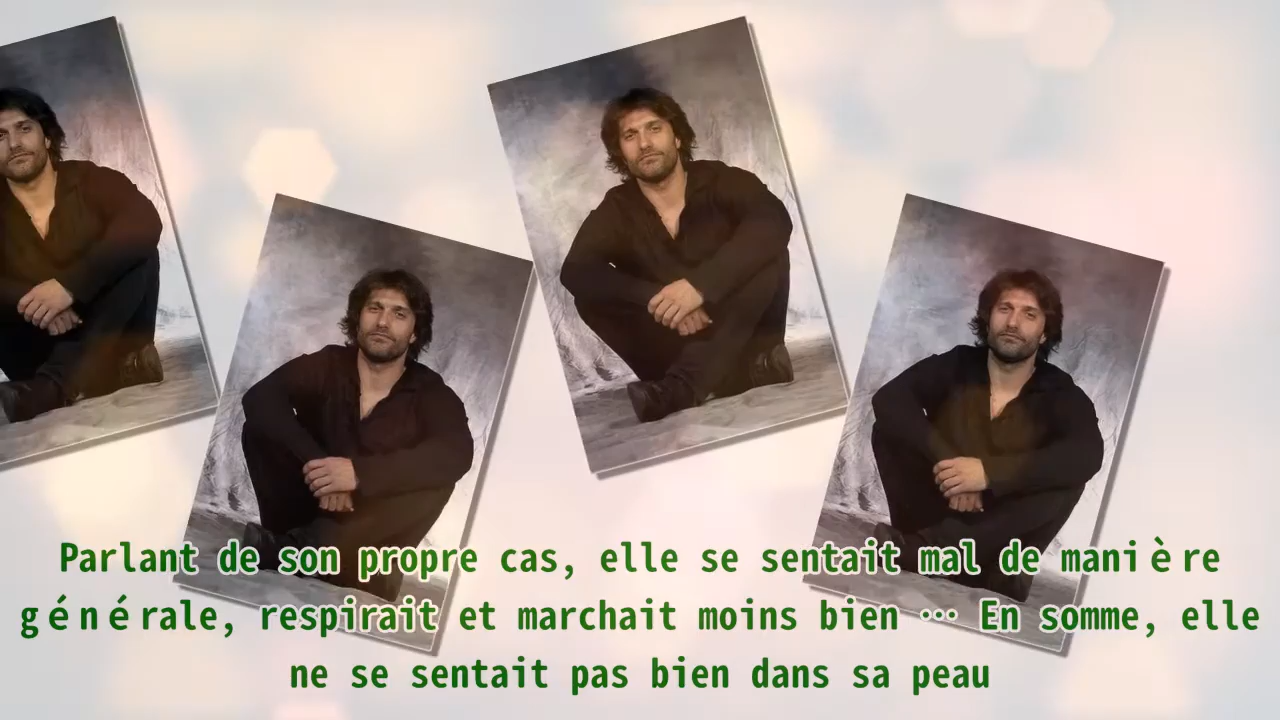 Parlant de son propre cas, elle se sentait mal de manière
générale, respirait et marchait moins bien … En somme, elle
ne se sentait pas bien dans sa peau